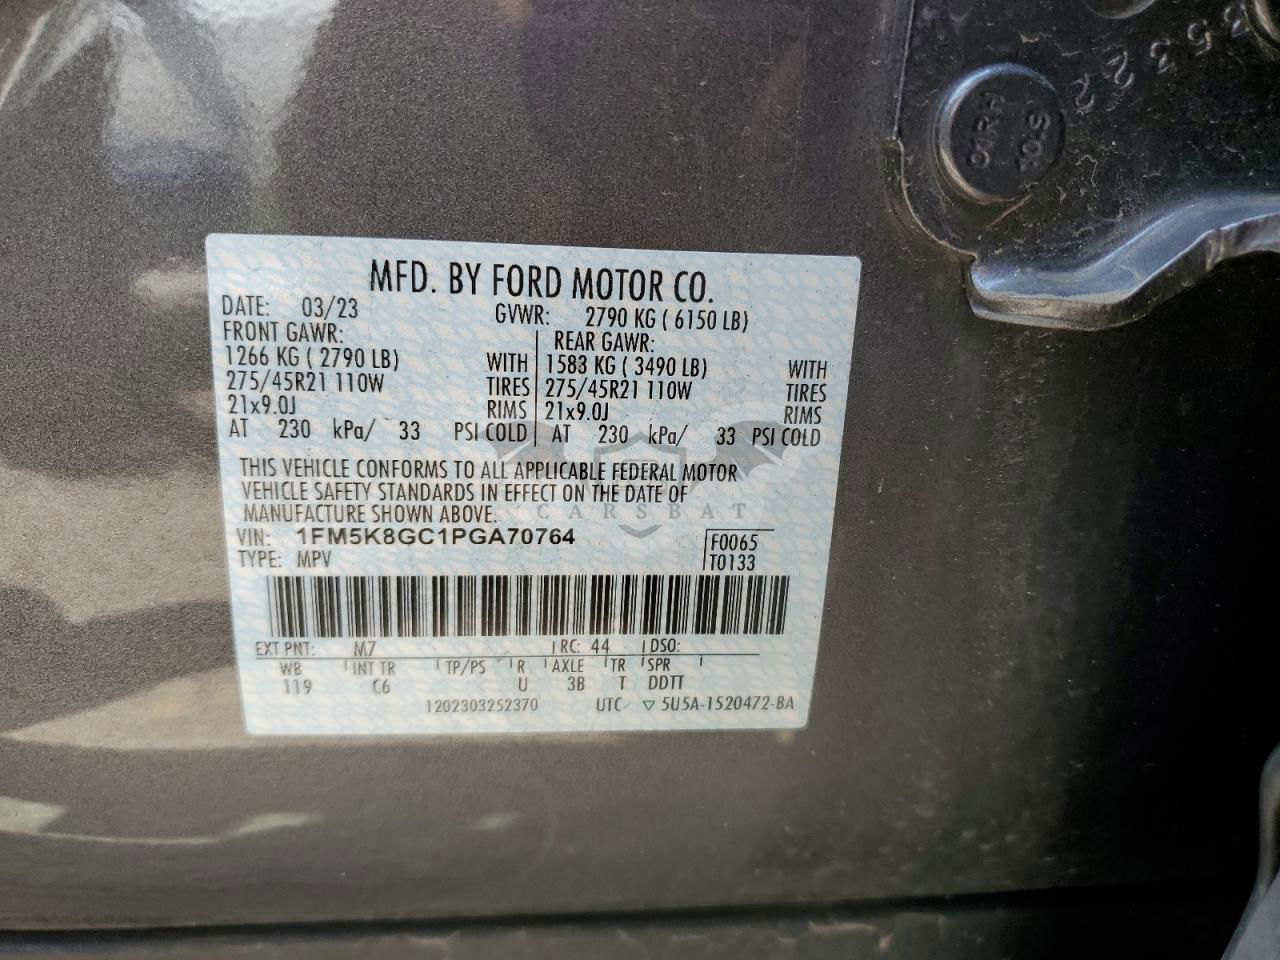 35322
94RH
10.S
MFD. BY FORD MOTOR CO.
DATE: 03/23 GVWR: 2790 KG ( 6150 LB)
FRONT GAWR: REAR GAWR:
1266 KG ( 2790 LB) WITH 1583 KG ( 3490 LB) WITH
275/45R21 110W TIRES 275/45R21 110W TIRES
21x9.0J RIMS 21x9.0J RIMS
AT 230 kPa/ 33 PSI COLD AT 230 kPa/ 33 PSI COLD
THIS VEHICLE CONFORMS TO ALL APPLICABLE FEDERAL MOTOR
VEHICLE SAFETY STANDARDS IN EFFECT ON THE DATE OF
MANUFACTURE SHOWN ABOVE.
CARSBAT
VIN: 1FM5K8GC1PGA70764 F0065
TYPE: MPV T0133
EXT PNT: M7 RC: 44 DSO:
WB INT TR TP/PS R AXLE TR SPR
119 C6 U 3B T DDTT
1202303252370 UTC ▽ 5U5A-1520472-BA